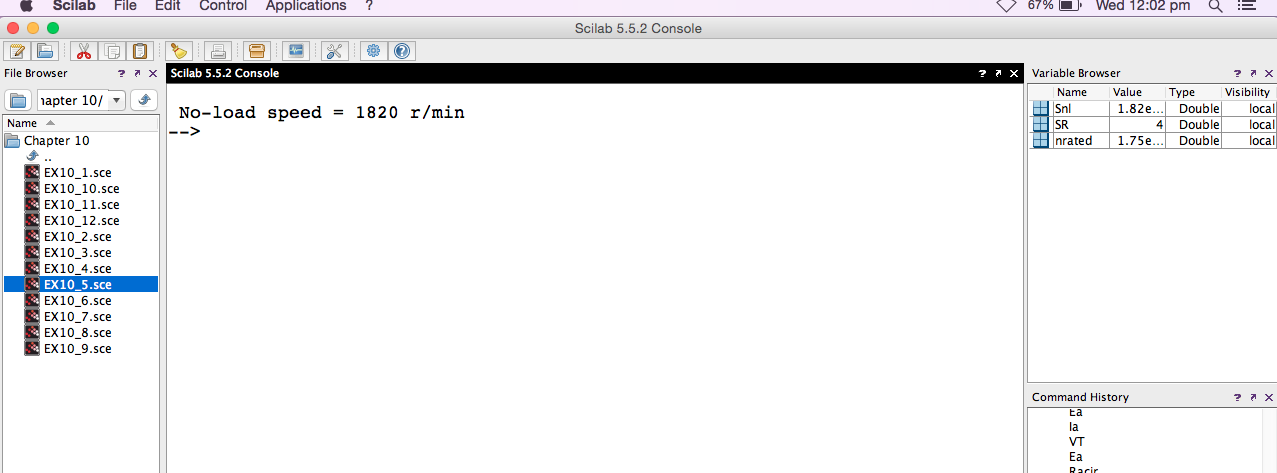 Scilab File Edit Control Applications ? 67% Wed 12:02 pm
Scilab 5.5.2 Console
File Browser ? Scilab 5.5.2 Console ? Variable Browser ?
apter 10/
Name
Chapter 10
..
EX10_1.sce
EX10_10.sce
EX10_11.sce
EX10_12.sce
EX10_2.sce
EX10_3.sce
EX10_4.sce
EX10_5.sce
EX10_6.sce
EX10_7.sce
EX10_8.sce
EX10_9.sce
No-load speed = 1820 r/min
-->
Name Value Type Visibility
Snl 1.82e... Double local
SR 4 Double local
nrated 1.75e... Double local
Command History ?
Ea
Ia
VT
Ea
Racir